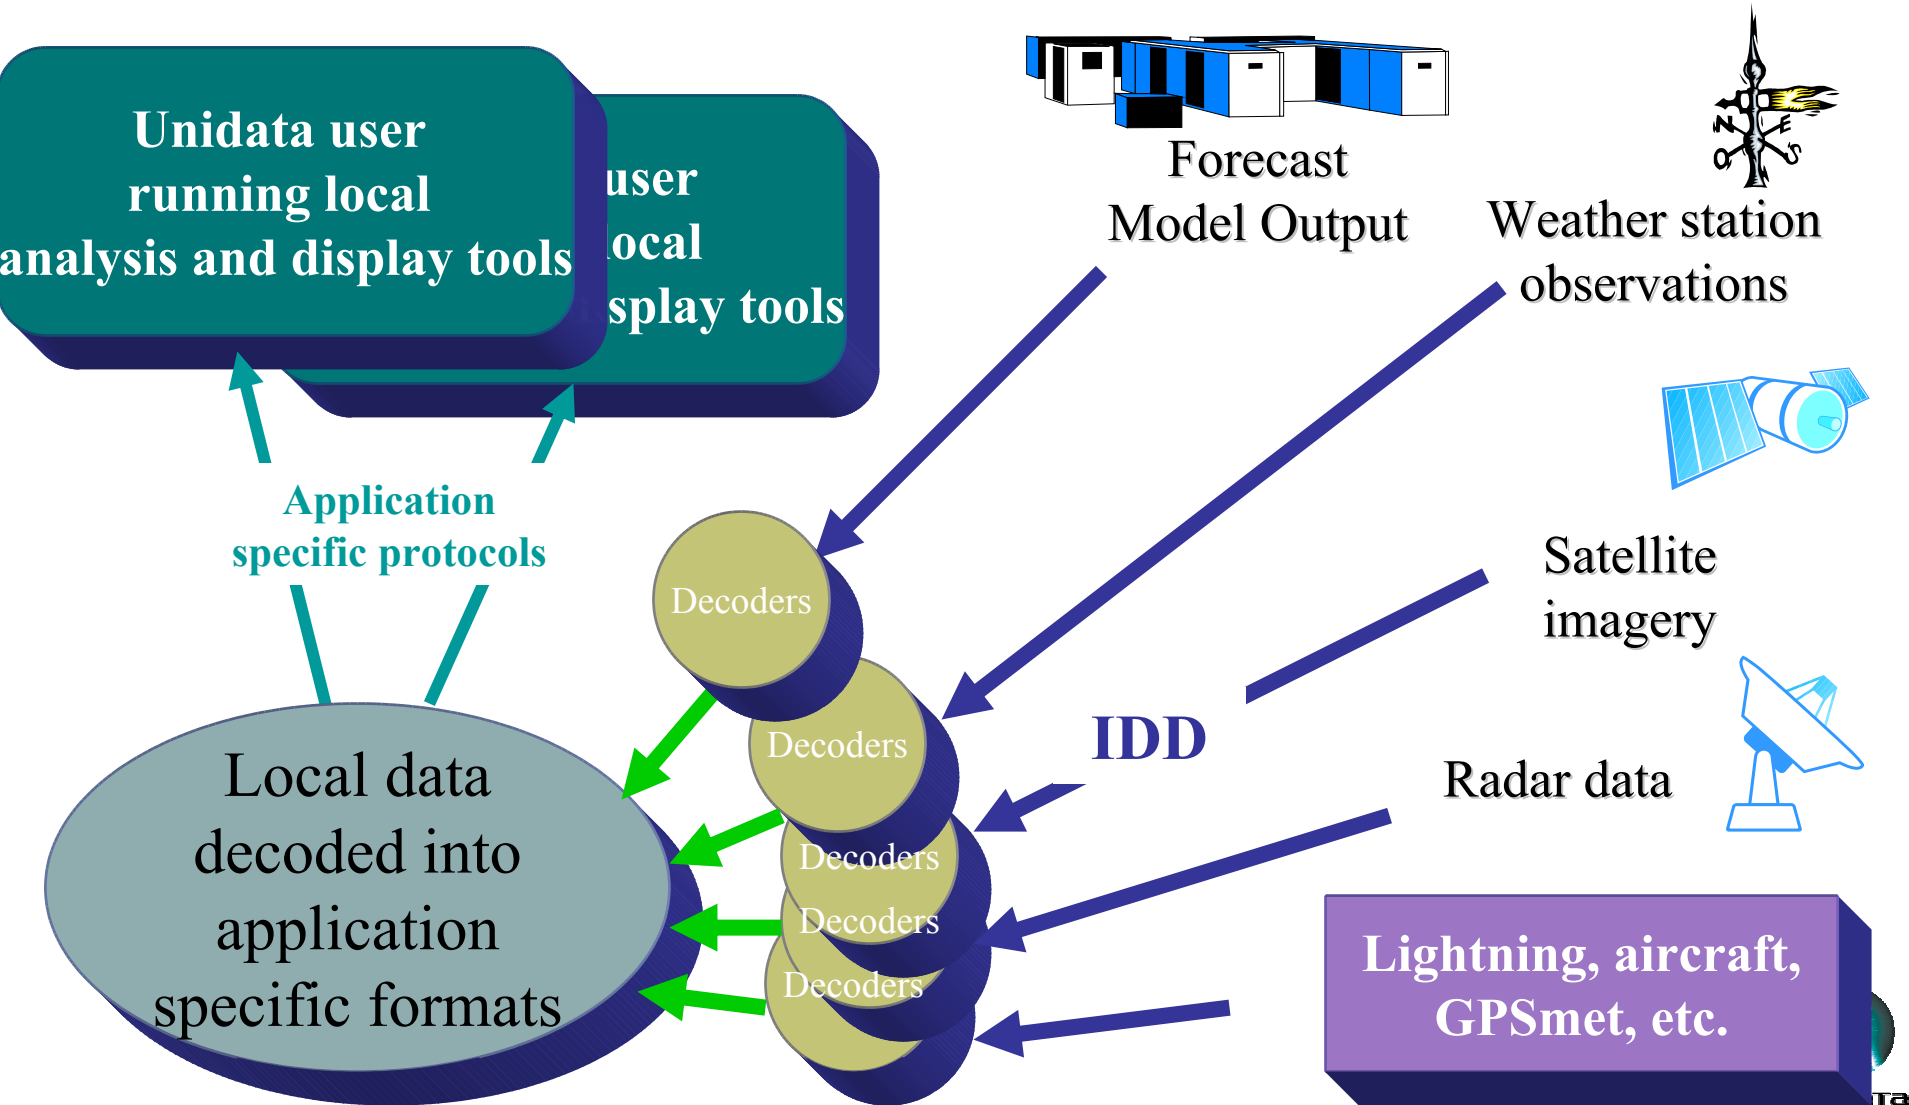 Unidata user
running local
analysis and display tools
user
local
display tools
Forecast
Model Output
N
E
S
O
Weather station
observations
Application
specific protocols
Satellite
imagery
Decoders
Decoders
Decoders
Decoders
Decoders
IDD
Radar data
Local data
decoded into
application
specific formats
Lightning, aircraft,
GPSmet, etc.